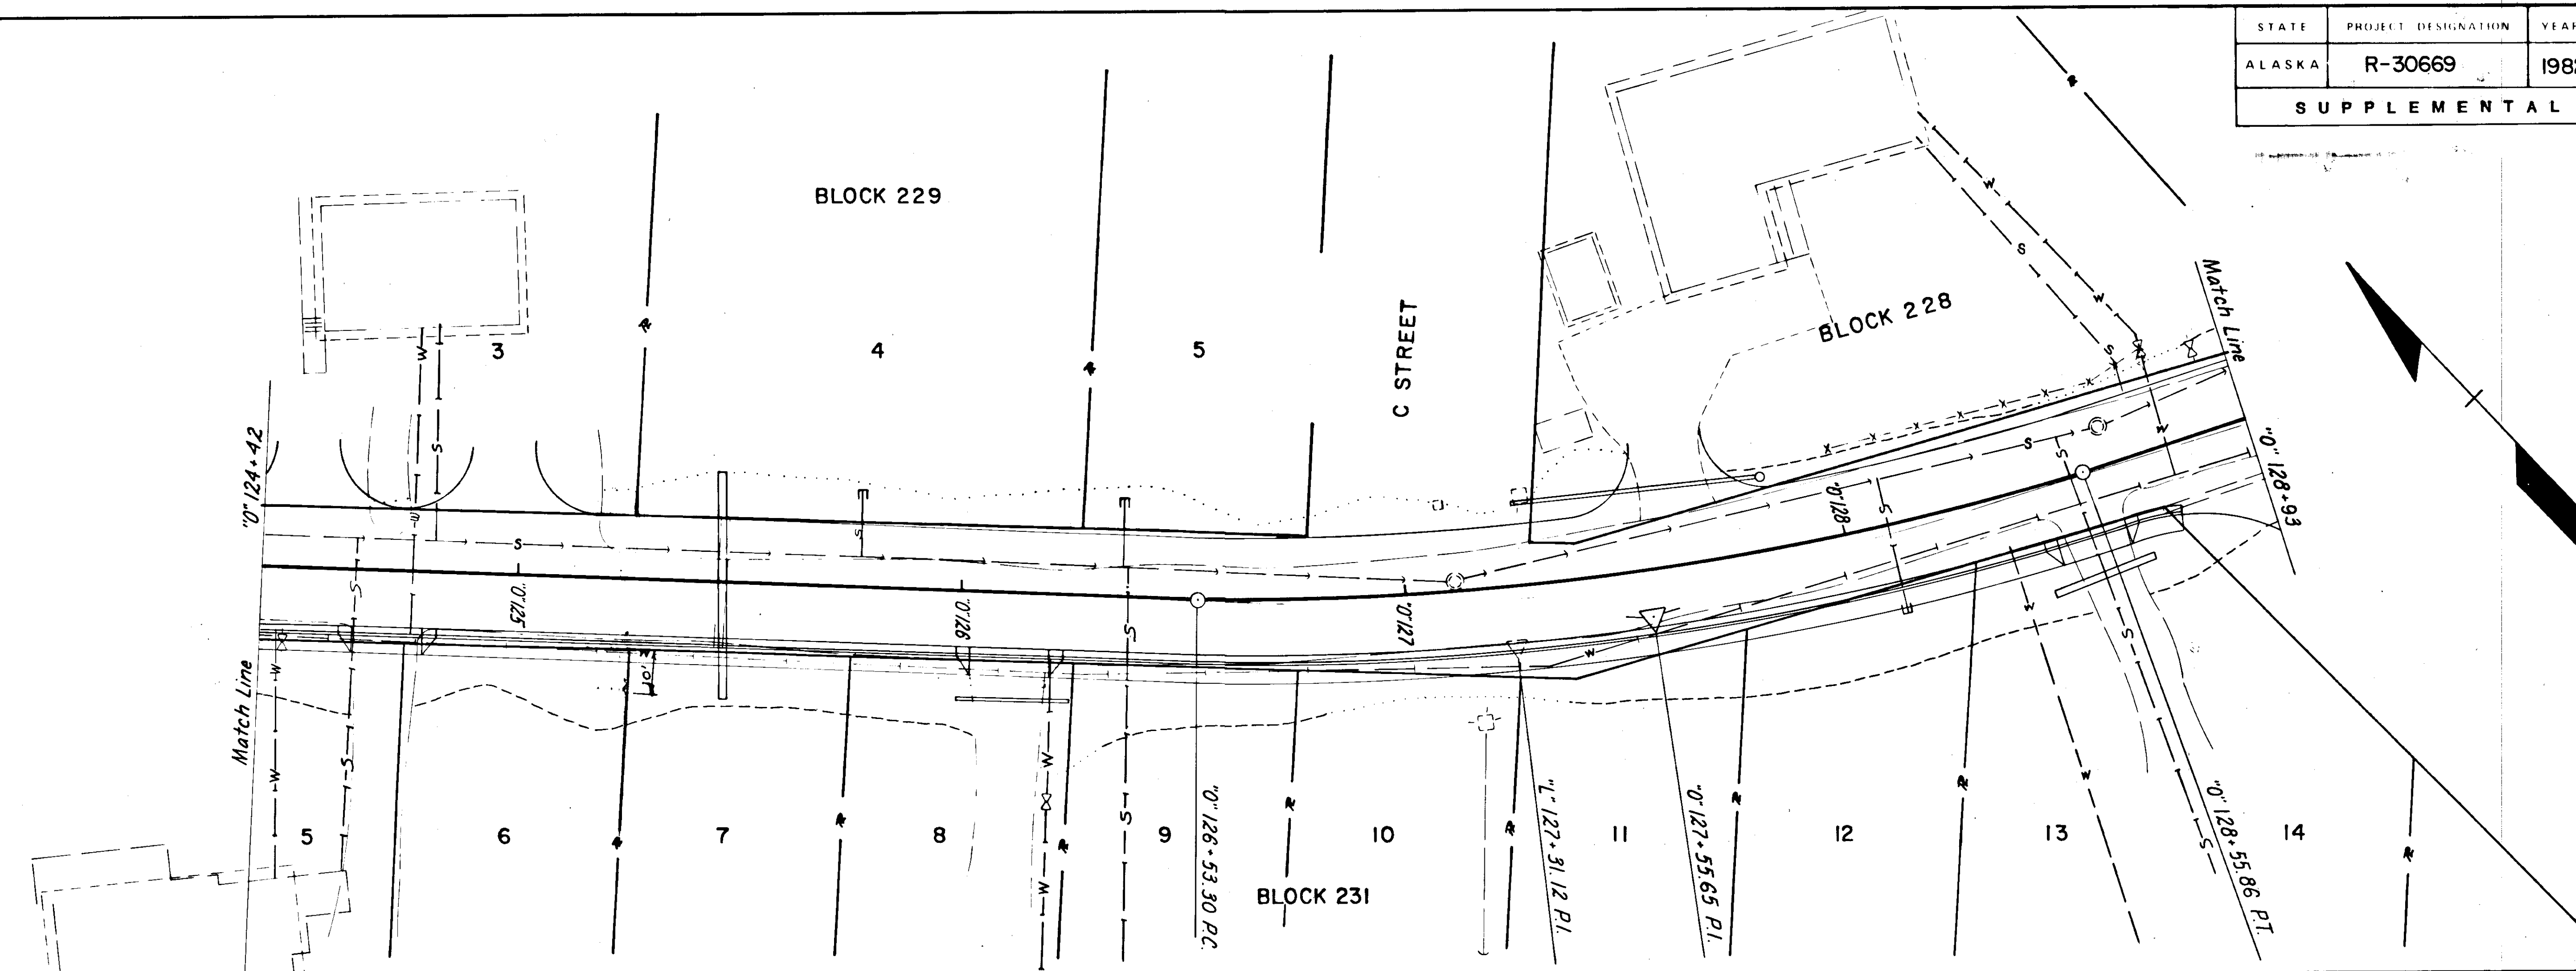 STATE PROJECT DESIGNATION YEAR
ALASKA R-30669 198
SUPPLEMENTAL
BLOCK 229
BLOCK 228
C STREET
3
4
5
Match Line
"O" 124+42
"O" 128+93
Match Line
S
W
"O" 125
"O" 126
"O" 127
"O" 128
10'
5
6
7
8
9
10
11
12
13
14
"O" 126+53.30 P.C.
"L" 127+31.12 P.I.
"O" 127+55.65 P.I.
"O" 128+55.86 P.T.
BLOCK 231